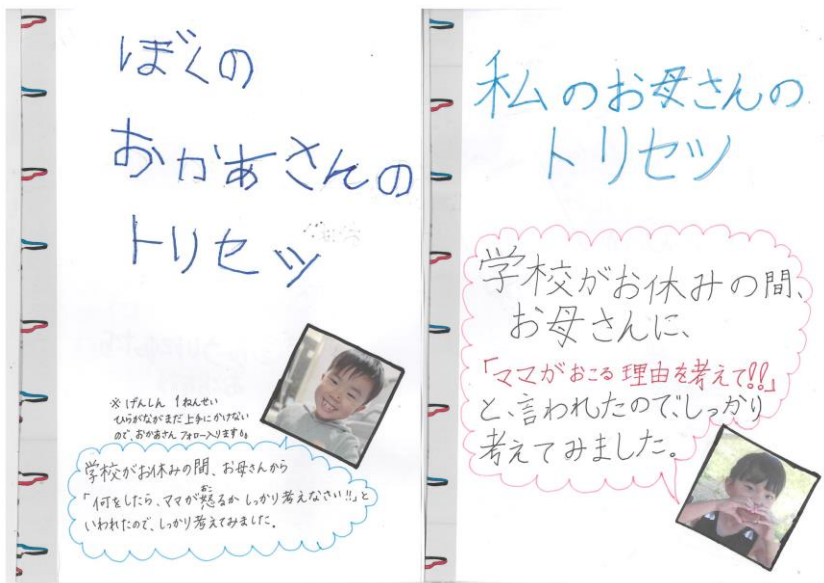 ぼくの
おかあさんの
トリセツ
※ げんしん 1ねんせい
ひらがながまだ上手にかけない
ので、おかあさん フォロー入ります。
学校がお休みの間、お母さんから
「何をしたら、ママが怒るか しっかり考えなさい!!」と
おこ
いわれたので、しっかり考えてみました。
私のお母さんの
トリセツ
学校がお休みの間、
お母さんに、
「ママがおこる理由を考えて!!」
と、言われたので、しっかり
考えてみました。